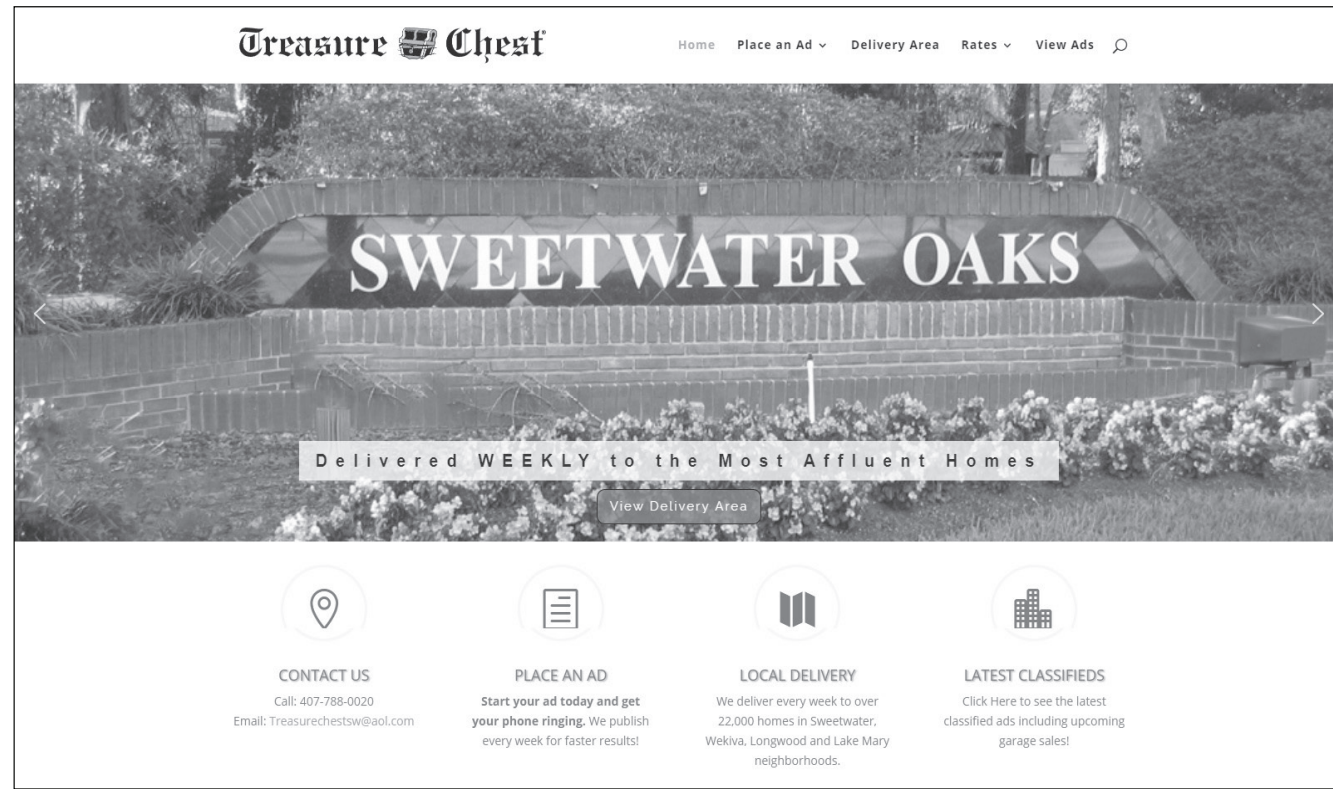 Treasure Chest
Home Place an Ad Delivery Area Rates View Ads
SWEETWATER OAKS
Delivered WEEKLY to the Most Affluent Homes
View Delivery Area
CONTACT US
Call: 407-788-0020
Email: Treasurechestsw@aol.com
PLACE AN AD
Start your ad today and get
your phone ringing. We publish
every week for faster results!
LOCAL DELIVERY
We deliver every week to over
22,000 homes in Sweetwater,
Wekiva, Longwood and Lake Mary
neighborhoods.
LATEST CLASSIFIEDS
Click Here to see the latest
classified ads including upcoming
garage sales!